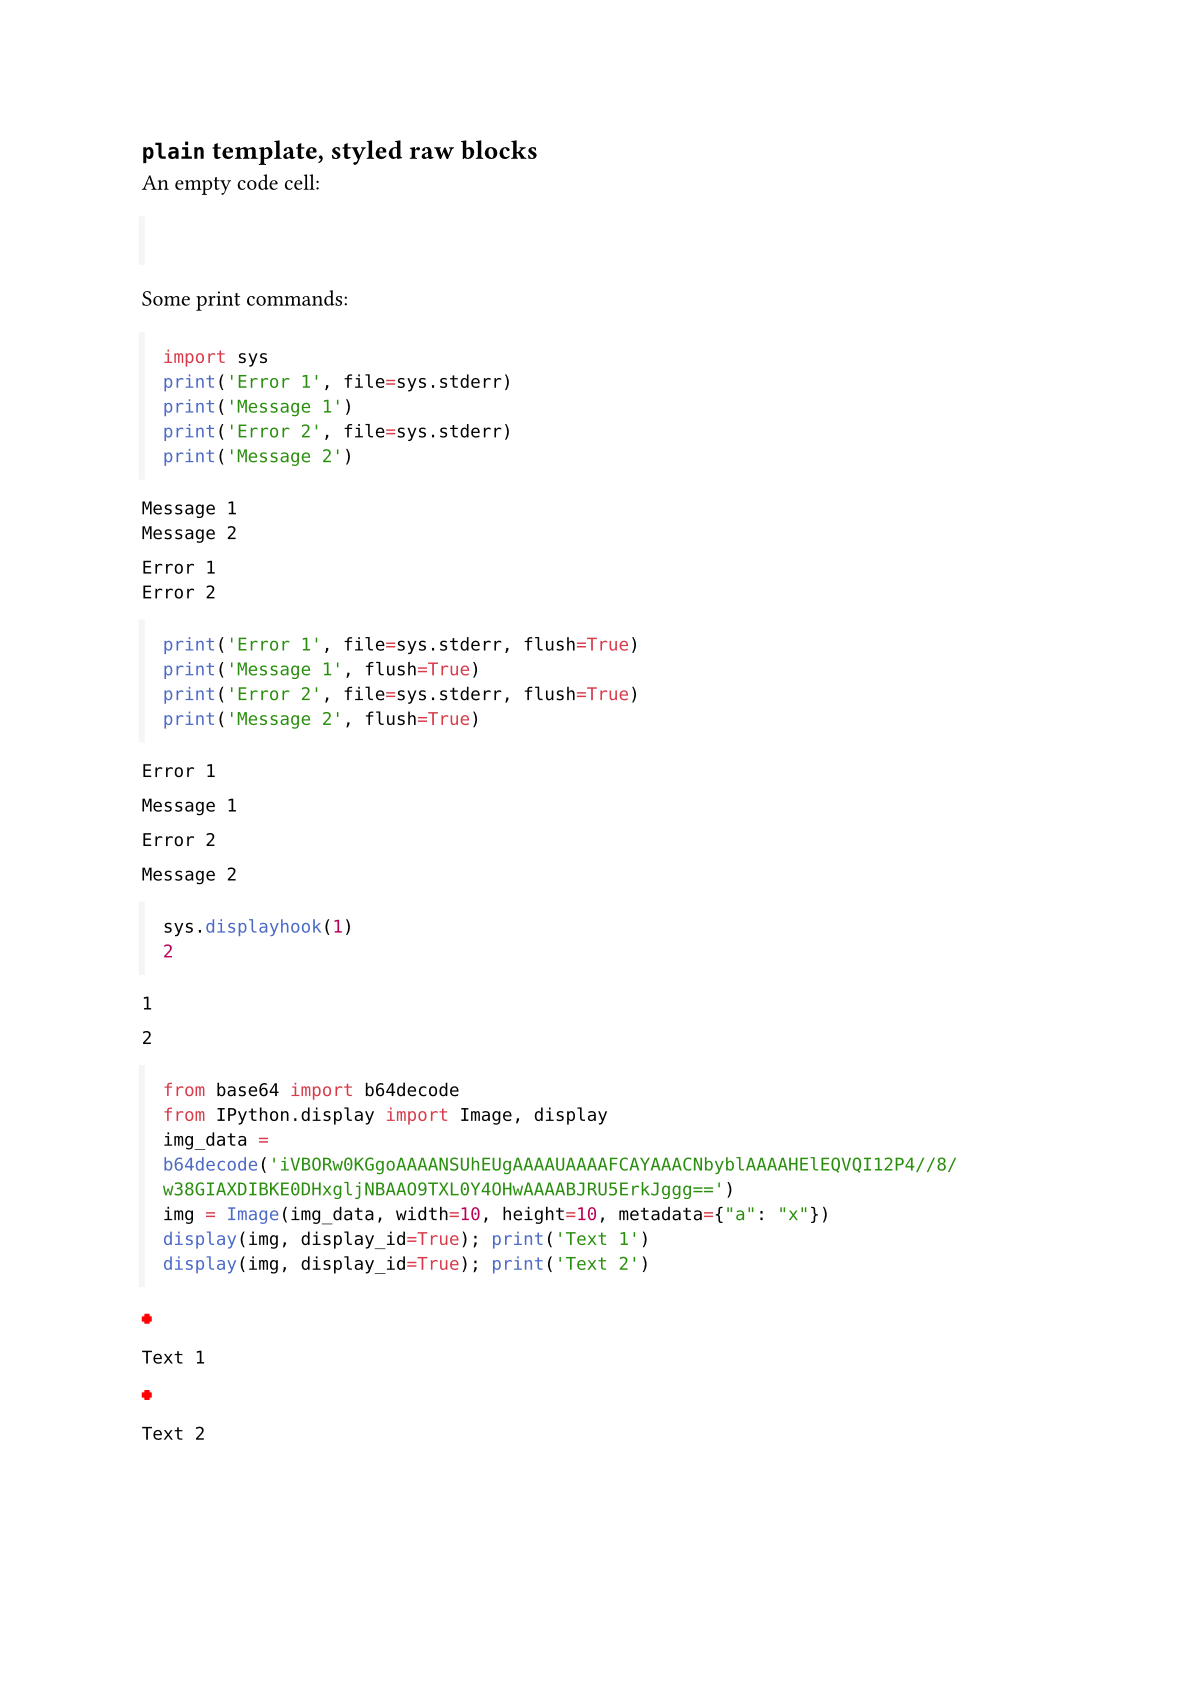 plain template, styled raw blocks
An empty code cell:
Some print commands:
import sys
print('Error 1', file=sys.stderr)
print('Message 1')
print('Error 2', file=sys.stderr)
print('Message 2')
Message 1
Message 2
Error 1
Error 2
print('Error 1', file=sys.stderr, flush=True)
print('Message 1', flush=True)
print('Error 2', file=sys.stderr, flush=True)
print('Message 2', flush=True)
Error 1
Message 1
Error 2
Message 2
sys.displayhook(1)
2
1
2
from base64 import b64decode
from IPython.display import Image, display
img_data =
b64decode('iVBORw0KGgoAAAANSUhEUgAAAAUAAAAFCAYAAACNbyblAAAAHElEQVQI12P4//8/
w38GIAXDIBKE0DHxgljNBAAO9TXL0Y4OHwAAAABJRU5ErkJggg==')
img = Image(img_data, width=10, height=10, metadata={"a": "x"})
display(img, display_id=True); print('Text 1')
display(img, display_id=True); print('Text 2')
Text 1
Text 2